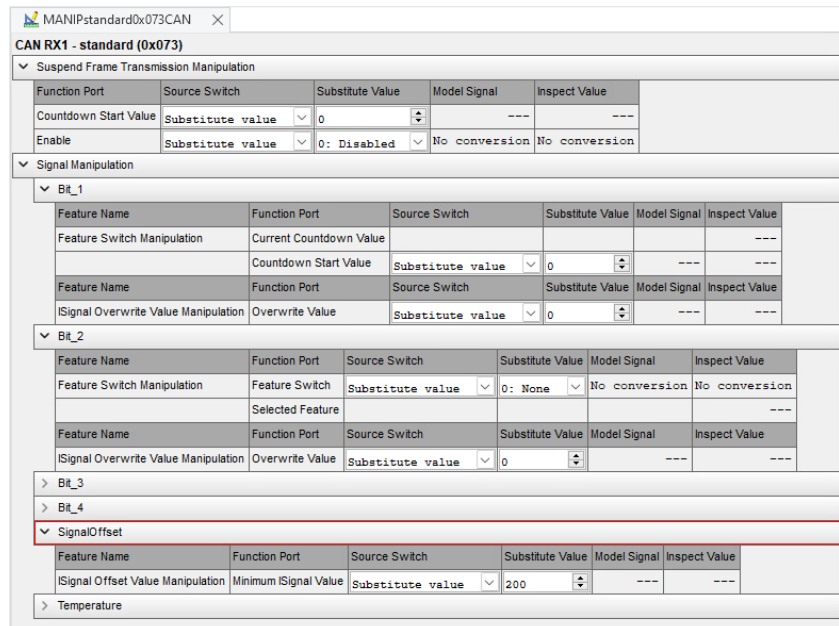 MANIPstandard0x073CAN
CAN RX1 - standard (0x073)
Suspend Frame Transmission Manipulation
Function Port Source Switch Substitute Value Model Signal Inspect Value
Countdown Start Value Substitute value 0 --- ---
Enable Substitute value 0: Disabled No conversion No conversion
Signal Manipulation
Bit_1
Feature Name Function Port Source Switch Substitute Value Model Signal Inspect Value
Feature Switch Manipulation Current Countdown Value ---
Countdown Start Value Substitute value 0 --- ---
Feature Name Function Port Source Switch Substitute Value Model Signal Inspect Value
ISignal Overwrite Value Manipulation Overwrite Value Substitute value 0 --- ---
Bit_2
Feature Name Function Port Source Switch Substitute Value Model Signal Inspect Value
Feature Switch Manipulation Feature Switch Substitute value 0: None No conversion No conversion
Selected Feature ---
Feature Name Function Port Source Switch Substitute Value Model Signal Inspect Value
ISignal Overwrite Value Manipulation Overwrite Value Substitute value 0 --- ---
Bit_3
Bit_4
SignalOffset
Feature Name Function Port Source Switch Substitute Value Model Signal Inspect Value
ISignal Offset Value Manipulation Minimum ISignal Value Substitute value 200 --- ---
Temperature